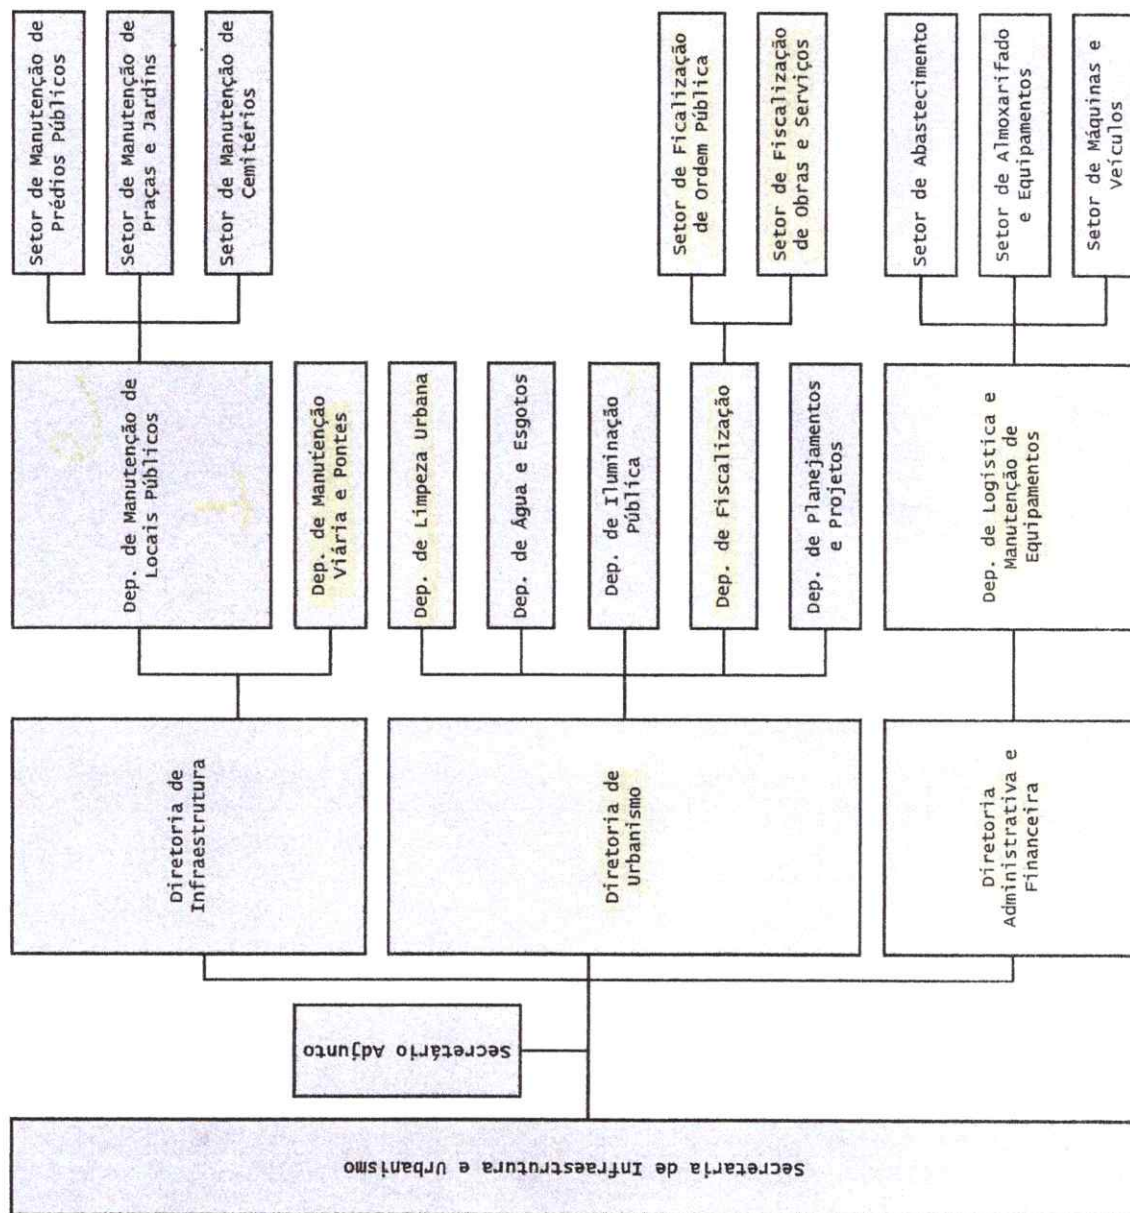 Secretaria de Infraestrutura e Urbanismo
Secretário Adjunto
Diretoria de
Infraestrutura
Diretoria de
Urbanismo
Diretoria
Administrativa e
Financeira
Dep. de Manutenção de
Locais Públicos
Dep. de Manutenção
Viária e Pontes
Dep. de Limpeza Urbana
Dep. de Água e Esgotos
Dep. de Iluminação
Pública
Dep. de Fiscalização
Dep. de Planejamentos
e Projetos
Dep. de Logistica e
Manutenção de
Equipamentos
Setor de Manutenção de
Prédios Públicos
Setor de Manutenção de
Praças e Jardins
Setor de Manutenção de
Cemitérios
Setor de Ficalização
de Ordem Pública
Setor de Fiscalização
de Obras e Serviços
Setor de Abastecimento
Setor de Almoxarifado
e Equipamentos
Setor de Máquinas e
Veículos